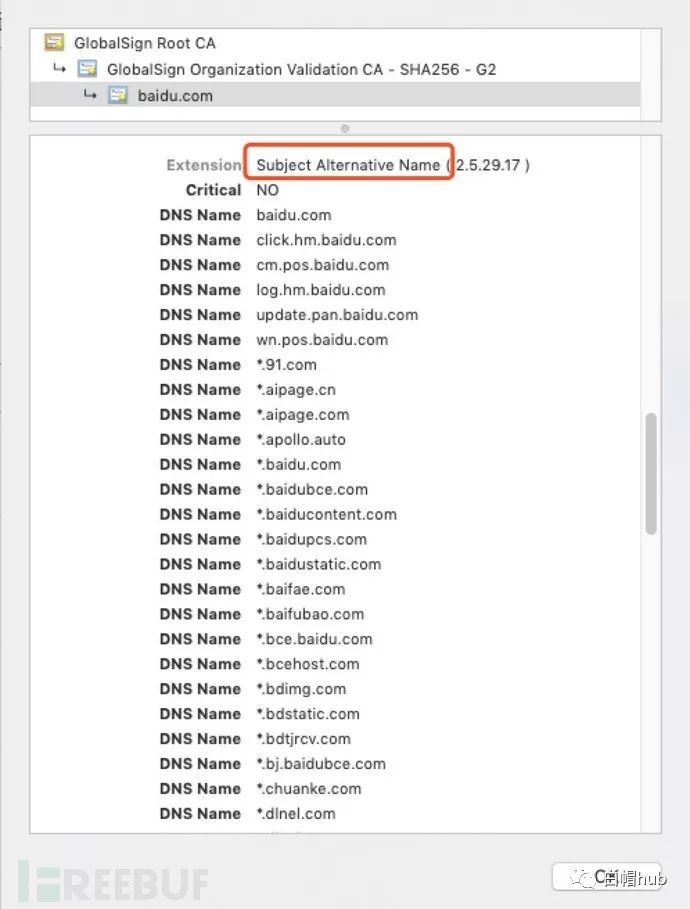 GlobalSign Root CA
GlobalSign Organization Validation CA - SHA256 - G2
baidu.com
Extension Subject Alternative Name ( 2.5.29.17 )
Critical NO
DNS Name baidu.com
DNS Name click.hm.baidu.com
DNS Name cm.pos.baidu.com
DNS Name log.hm.baidu.com
DNS Name update.pan.baidu.com
DNS Name wn.pos.baidu.com
DNS Name *.91.com
DNS Name *.aipage.cn
DNS Name *.aipage.com
DNS Name *.apollo.auto
DNS Name *.baidu.com
DNS Name *.baidubce.com
DNS Name *.baiducontent.com
DNS Name *.baidupcs.com
DNS Name *.baidustatic.com
DNS Name *.baifae.com
DNS Name *.baifubao.com
DNS Name *.bce.baidu.com
DNS Name *.bcehost.com
DNS Name *.bdimg.com
DNS Name *.bdstatic.com
DNS Name *.bdtjrcv.com
DNS Name *.bj.baidubce.com
DNS Name *.chuanke.com
DNS Name *.dlnel.com
FREEBUF
白帽hub